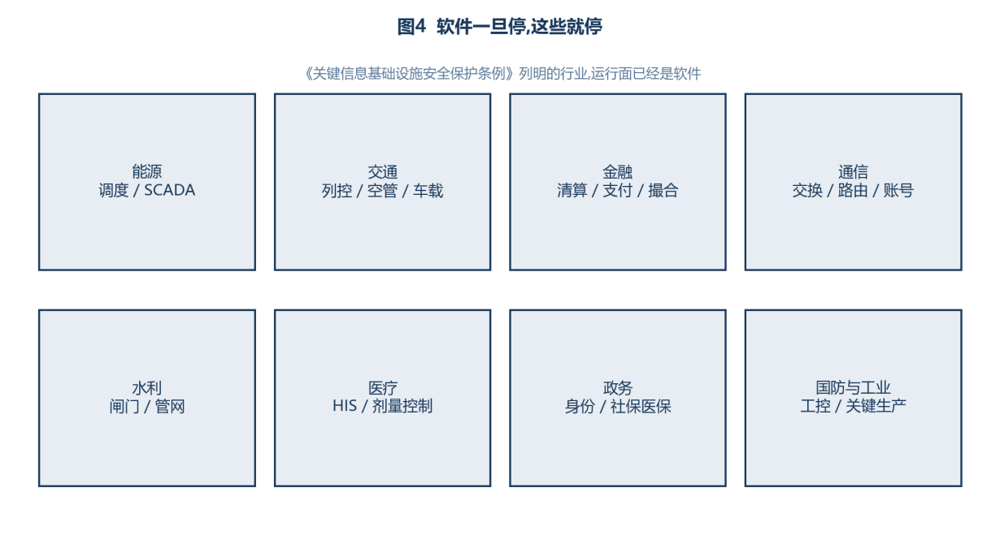 图4 软件一旦停,这些就停
《关键信息基础设施安全保护条例》列明的行业,运行面已经是软件
能源
调度 / SCADA
交通
列控 / 空管 / 车载
金融
清算 / 支付 / 撮合
通信
交换 / 路由 / 账号
水利
闸门 / 管网
医疗
HIS / 剂量控制
政务
身份 / 社保医保
国防与工业
工控 / 关键生产